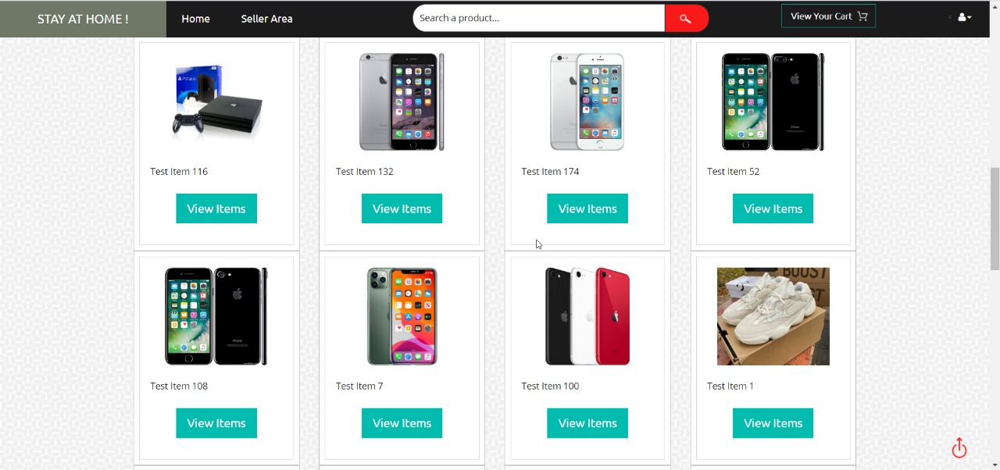 STAY AT HOME !
Home
Seller Area
Search a product...
View Your Cart
Test Item 116
Test Item 132
Test Item 174
Test Item 52
View Items
View Items
View Items
View Items
BOOST
Test Item 108
Test Item 7
Test Item 100
Test Item 1
View Items
View Items
View Items
View Items